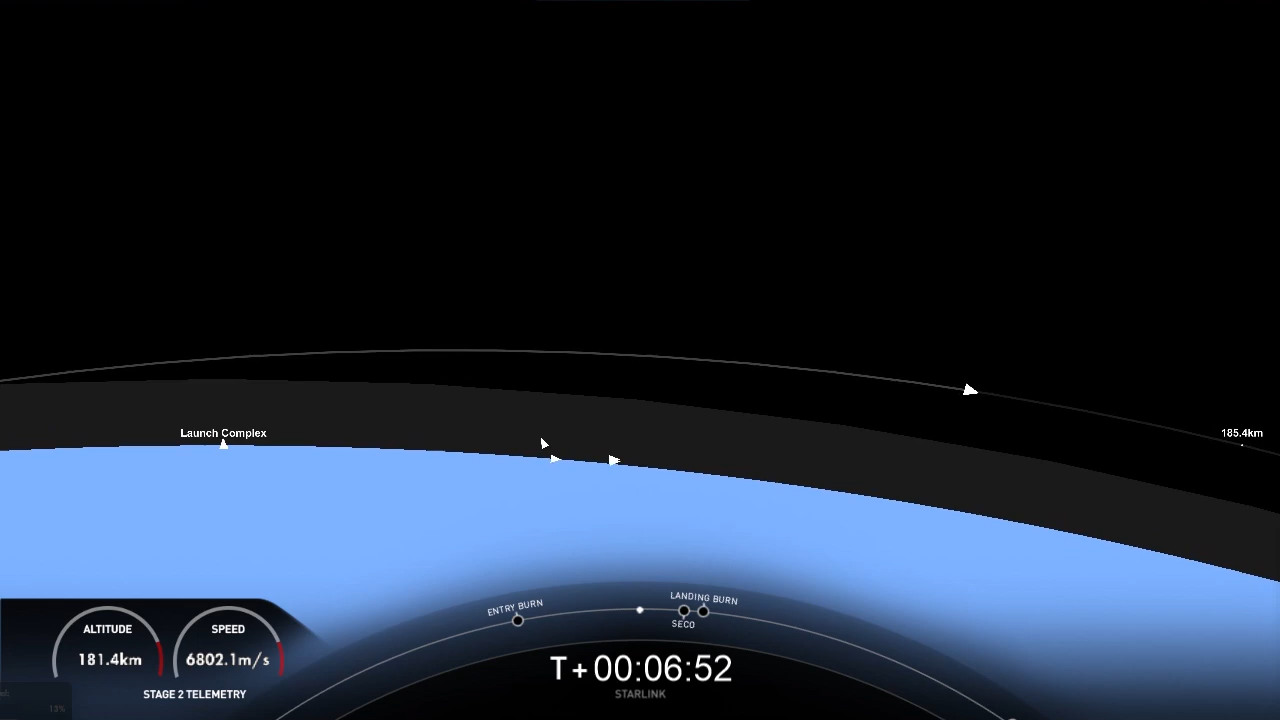 Launch Complex
185.4km
ENTRY BURN
LANDING BURN
SECO
ALTITUDE
181.4km
SPEED
6802.1m/s
STAGE 2 TELEMETRY
T+00:06:52
STARLINK
13%